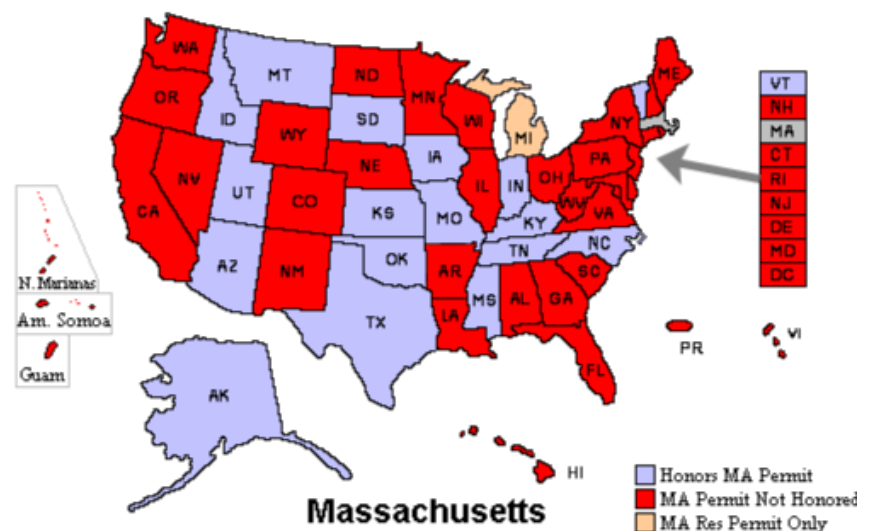 WA
MT
ND
MN
ME
OR
ID
SD
WI
MI
NY
WY
IA
PA
NE
NV
UT
CO
IL
IN
OH
WV
VA
CA
KS
MO
KY
NC
TN
AZ
NM
OK
AR
SC
TX
MS
AL
GA
LA
FL
AK
HI
PR
VI
VT
NH
MA
CT
RI
NJ
DE
MD
DC
N. Marianas
Am. Somoa
Guam
Honors MA Permit
MA Permit Not Honored
MA Res Permit Only
Massachusetts